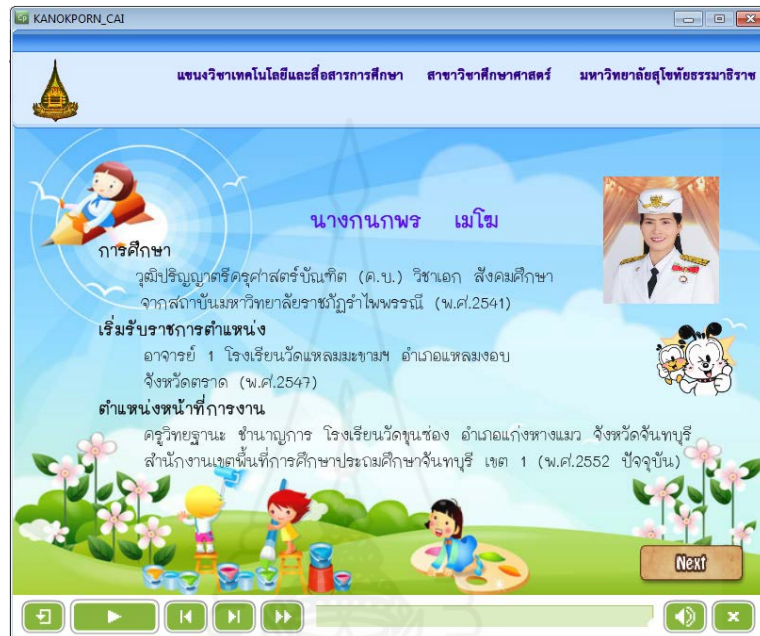 KANOKPORN_CAI
แขนงวิชาเทคโนโลยีและสื่อสารการศึกษา สาขาวิชาศึกษาศาสตร์ มหาวิทยาลัยสุโขทัยธรรมาธิราช
นางกนกพร เมโฆ
การศึกษา
วุฒิปริญญาตรีครุศาสตร์บัณฑิต (ค.บ.) วิชาเอก สังคมศึกษา
จากสถาบันมหาวิทยาลัยราชภัฏรำไพพรรณี (พ.ศ.2541)
เริ่มรับราชการตำแหน่ง
อาจารย์ 1 โรงเรียนวัดแหลมมะขามฯ อำเภอแหลมงอบ
จังหวัดตราด (พ.ศ.2547)
ตำแหน่งหน้าที่การงาน
ครูวิทยฐานะ ชำนาญการ โรงเรียนวัดขุนซ่อง อำเภอแก่งหางแมว จังหวัดจันทบุรี
สำนักงานเขตพื้นที่การศึกษาประถมศึกษาจันทบุรี เขต 1 (พ.ศ.2552 ปัจจุบัน)
Next